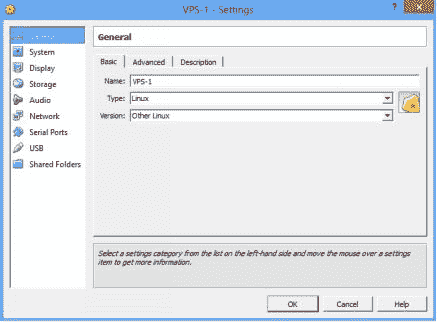 VPS-1 - Settings
?
General
System
Display
Storage
Audio
Network
Serial Ports
USB
Shared Folders
Basic
Advanced
Description
Name: VPS-1
Type: Linux
Version: Other Linux
Select a settings category from the list on the left-hand side and move the mouse over a settings
item to get more information.
OK
Cancel
Help